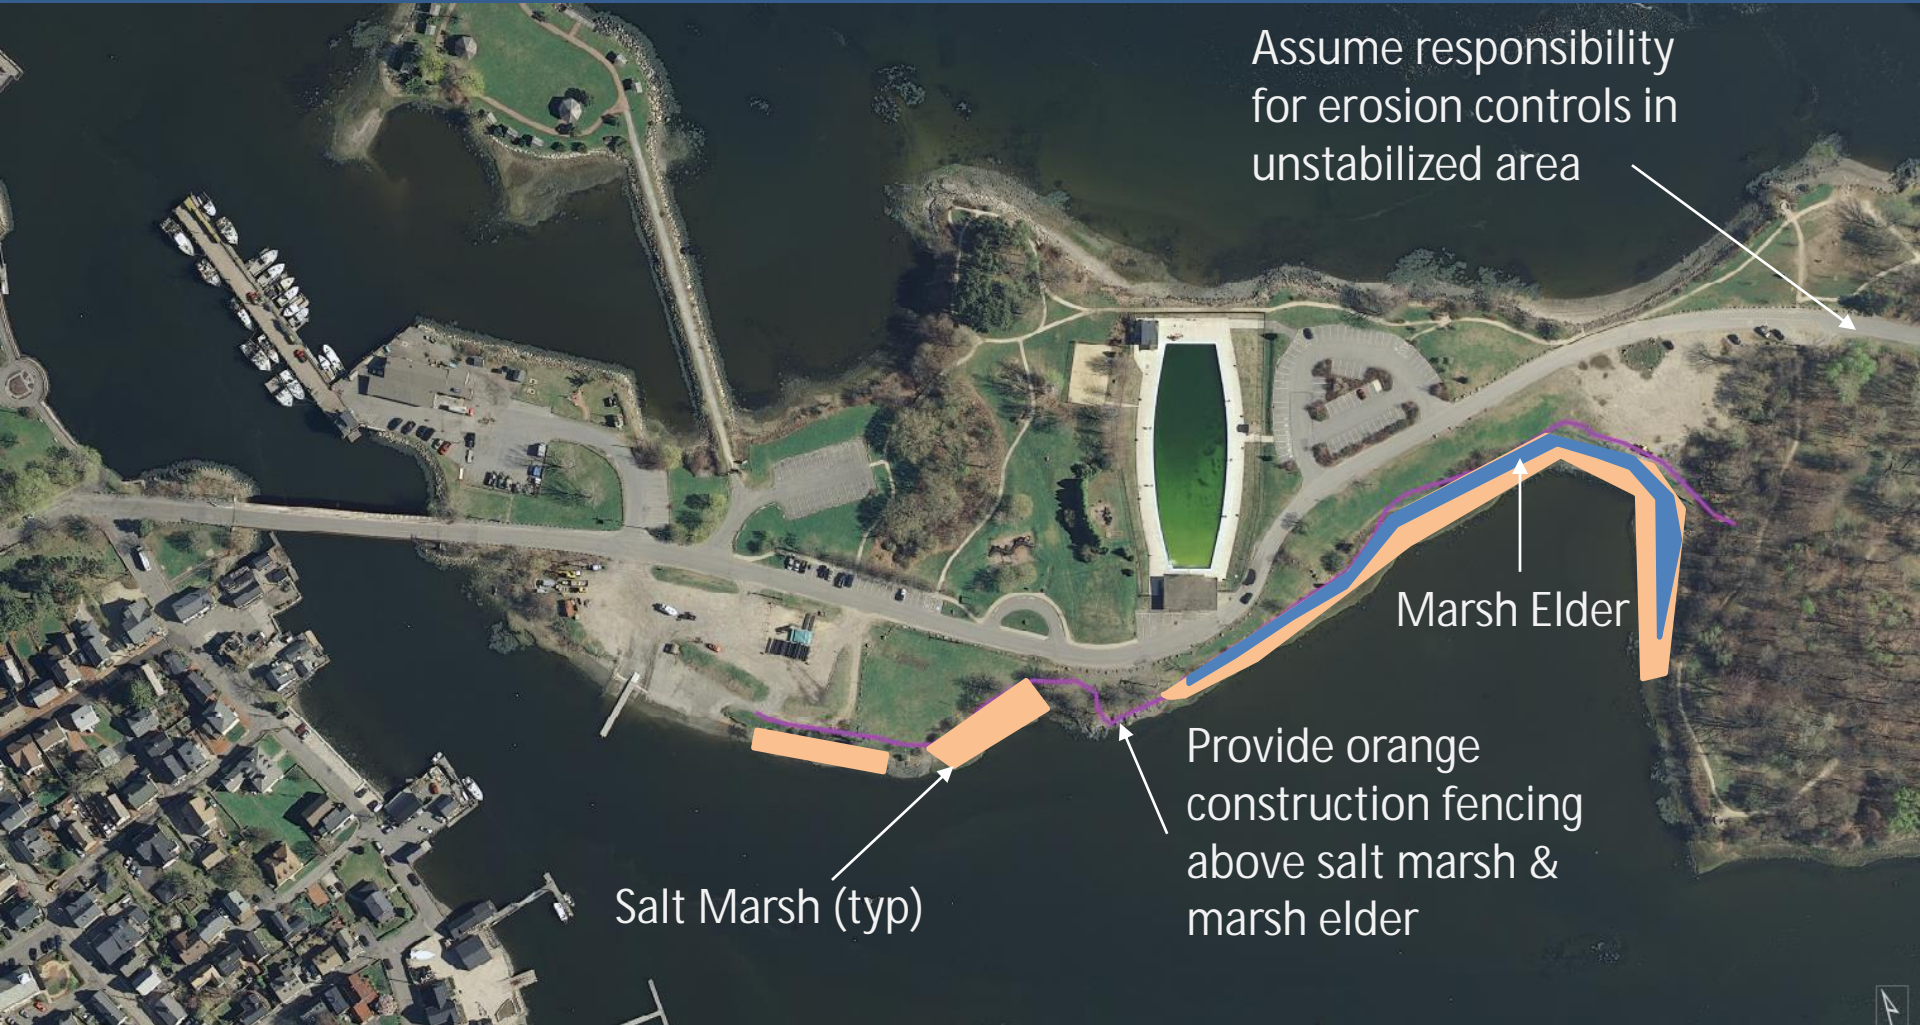 Assume responsibility
for erosion controls in
unstabilized area
Marsh Elder
Provide orange
construction fencing
above salt marsh &
marsh elder
Salt Marsh (typ)